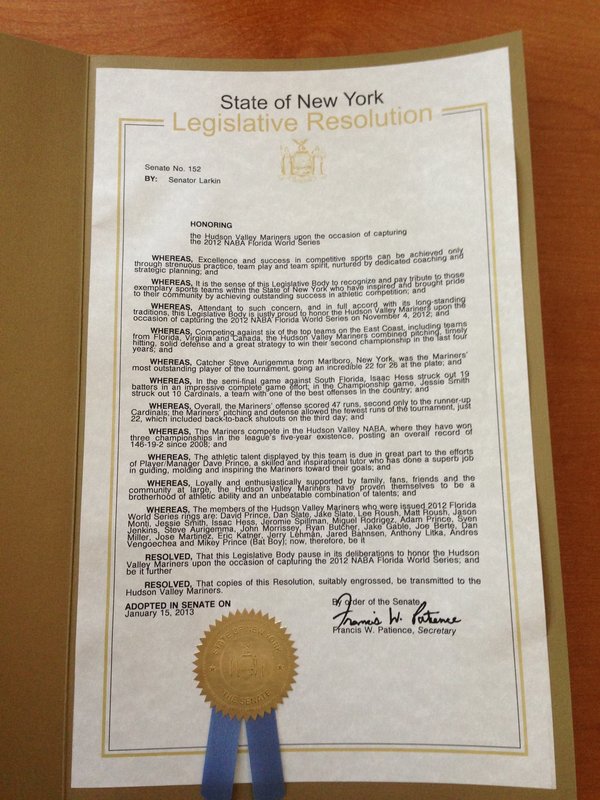 State of New York
Legislative Resolution
Senate No. 152
BY: Senator Larkin
HONORING
the Hudson Valley Mariners upon the occasion of capturing
the 2012 NABA Florida World Series
WHEREAS, Excellence and success in competitive sports can be achieved only
through strenuous practice, team play and team spirit, nurtured by dedicated coaching and
strategic planning; and
WHEREAS, It is the sense of this Legislative Body to recognize and pay tribute to those
exemplary sports teams within the State of New York who have inspired and brought pride
to their community by achieving outstanding success in athletic competition; and
WHEREAS, Attendant to such concern, and in full accord with its long-standing
traditions, this Legislative Body is justly proud to honor the Hudson Valley Mariners upon the
occasion of capturing the 2012 NABA Florida World Series on November 4, 2012; and
WHEREAS, Competing against six of the top teams on the East Coast, including teams
from Florida, Virginia and Canada, the Hudson Valley Mariners combined pitching, timely
hitting, solid defense and a great strategy to win their second championship in the last four
years; and
WHEREAS, Catcher Steve Aurigemma from Marlboro, New York, was the Mariners'
most outstanding player of the tournament, going an incredible 22 for 26 at the plate; and
WHEREAS, In the semi-final game against South Florida, Isaac Hess struck out 19
batters in an impressive complete game effort; in the Championship game, Jessie Smith
struck out 10 Cardinals, a team with one of the best offenses in the country; and
WHEREAS, Overall, the Mariners' offense scored 47 runs, second only to the runner-up
Cardinals; the Mariners' pitching and defense allowed the fewest runs of the tournament, just
22, which included back-to-back shutouts on the third day; and
WHEREAS, The Mariners compete in the Hudson Valley NABA, where they have won
three championships in the league's five-year existence, posting an overall record of
146-19-2 since 2008; and
WHEREAS, The athletic talent displayed by this team is due in great part to the efforts
of Player/Manager Dave Prince, a skilled and inspirational tutor who has done a superb job
in guiding, molding and inspiring the Mariners toward their goals; and
WHEREAS, Loyally and enthusiastically supported by family, fans, friends and the
community at large, the Hudson Valley Mariners have proven themselves to be a
brotherhood of athletic ability and an unbeatable combination of talents; and
WHEREAS, The members of the Hudson Valley Mariners who were issued 2012 Florida
World Series rings are: David Prince, Dan Slate, Jake Slate, Lee Roush, Matt Roush, Jason
Monti, Jessie Smith, Issac Hess, Jeromie Spillman, Miguel Rodrigez, Adam Prince, Sven
Jenkins, Steve Aurigemma, John Morrissey, Ryan Butcher, Jake Gable, Joe Berte, Dan
Miller, Jose Martinez, Eric Katner, Jerry Lehman, Jared Bahnsen, Anthony Litka, Andres
Vengoechea and Mikey Prince (Bat Boy); now, therefore, be it
RESOLVED, That this Legislative Body pause in its deliberations to honor the Hudson
Valley Mariners upon the occasion of capturing the 2012 NABA Florida World Series; and
be it further
RESOLVED, That copies of this Resolution, suitably engrossed, be transmitted to the
Hudson Valley Mariners.
ADOPTED IN SENATE ON
January 15, 2013
By order of the Senate,
Francis W. Patience
Francis W. Patience, Secretary
STATE OF NEW YORK
THE SENATE